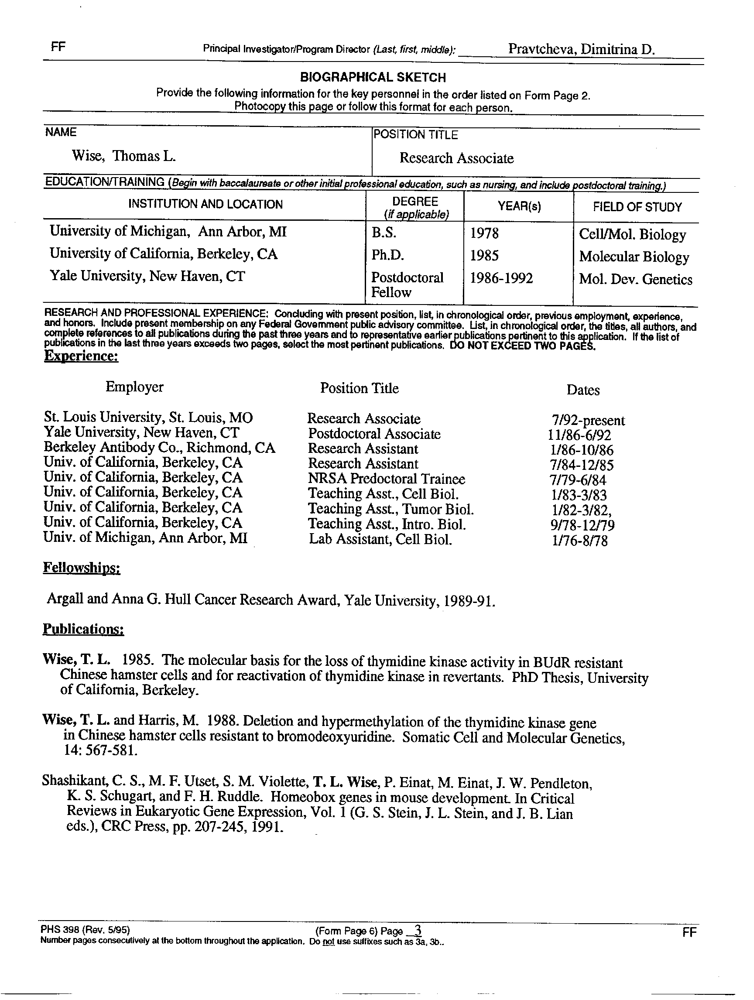 FF Principal Investigator/Program Director (Last, first, middle): Pravtcheva, Dimitrina D.
BIOGRAPHICAL SKETCH
Provide the following information for the key personnel in the order listed on Form Page 2.
Photocopy this page or follow this format for each person.
NAME POSITION TITLE
Wise, Thomas L. Research Associate
EDUCATION/TRAINING (Begin with baccalaureate or other initial professional education, such as nursing, and include postdoctoral training.)
INSTITUTION AND LOCATION DEGREE (if applicable) YEAR(s) FIELD OF STUDY
University of Michigan, Ann Arbor, MI B.S. 1978 Cell/Mol. Biology
University of California, Berkeley, CA Ph.D. 1985 Molecular Biology
Yale University, New Haven, CT Postdoctoral Fellow 1986-1992 Mol. Dev. Genetics
RESEARCH AND PROFESSIONAL EXPERIENCE: Concluding with present position, list, in chronological order, previous employment, experience,
and honors. Include present membership on any Federal Government public advisory committee. List, in chronological order, the titles, all authors, and
complete references to all publications during the past three years and to representative earlier publications pertinent to this application. If the list of
publications in the last three years exceeds two pages, select the most pertinent publications. DO NOT EXCEED TWO PAGES.
Experience:
Employer Position Title Dates
St. Louis University, St. Louis, MO Research Associate 7/92-present
Yale University, New Haven, CT Postdoctoral Associate 11/86-6/92
Berkeley Antibody Co., Richmond, CA Research Assistant 1/86-10/86
Univ. of California, Berkeley, CA Research Assistant 7/84-12/85
Univ. of California, Berkeley, CA NRSA Predoctoral Trainee 7/79-6/84
Univ. of California, Berkeley, CA Teaching Asst., Cell Biol. 1/83-3/83
Univ. of California, Berkeley, CA Teaching Asst., Tumor Biol. 1/82-3/82,
Univ. of California, Berkeley, CA Teaching Asst., Intro. Biol. 9/78-12/79
Univ. of Michigan, Ann Arbor, MI Lab Assistant, Cell Biol. 1/76-8/78
Fellowships:
Argall and Anna G. Hull Cancer Research Award, Yale University, 1989-91.
Publications:
Wise, T. L. 1985. The molecular basis for the loss of thymidine kinase activity in BUdR resistant
Chinese hamster cells and for reactivation of thymidine kinase in revertants. PhD Thesis, University
of California, Berkeley.
Wise, T. L. and Harris, M. 1988. Deletion and hypermethylation of the thymidine kinase gene
in Chinese hamster cells resistant to bromodeoxyuridine. Somatic Cell and Molecular Genetics,
14: 567-581.
Shashikant, C. S., M. F. Utset, S. M. Violette, T. L. Wise, P. Einat, M. Einat, J. W. Pendleton,
K. S. Schugart, and F. H. Ruddle. Homeobox genes in mouse development. In Critical
Reviews in Eukaryotic Gene Expression, Vol. 1 (G. S. Stein, J. L. Stein, and J. B. Lian
eds.), CRC Press, pp. 207-245, 1991.
PHS 398 (Rev. 5/95) (Form Page 6) Page 3 FF
Number pages consecutively at the bottom throughout the application. Do not use suffixes such as 3a, 3b..